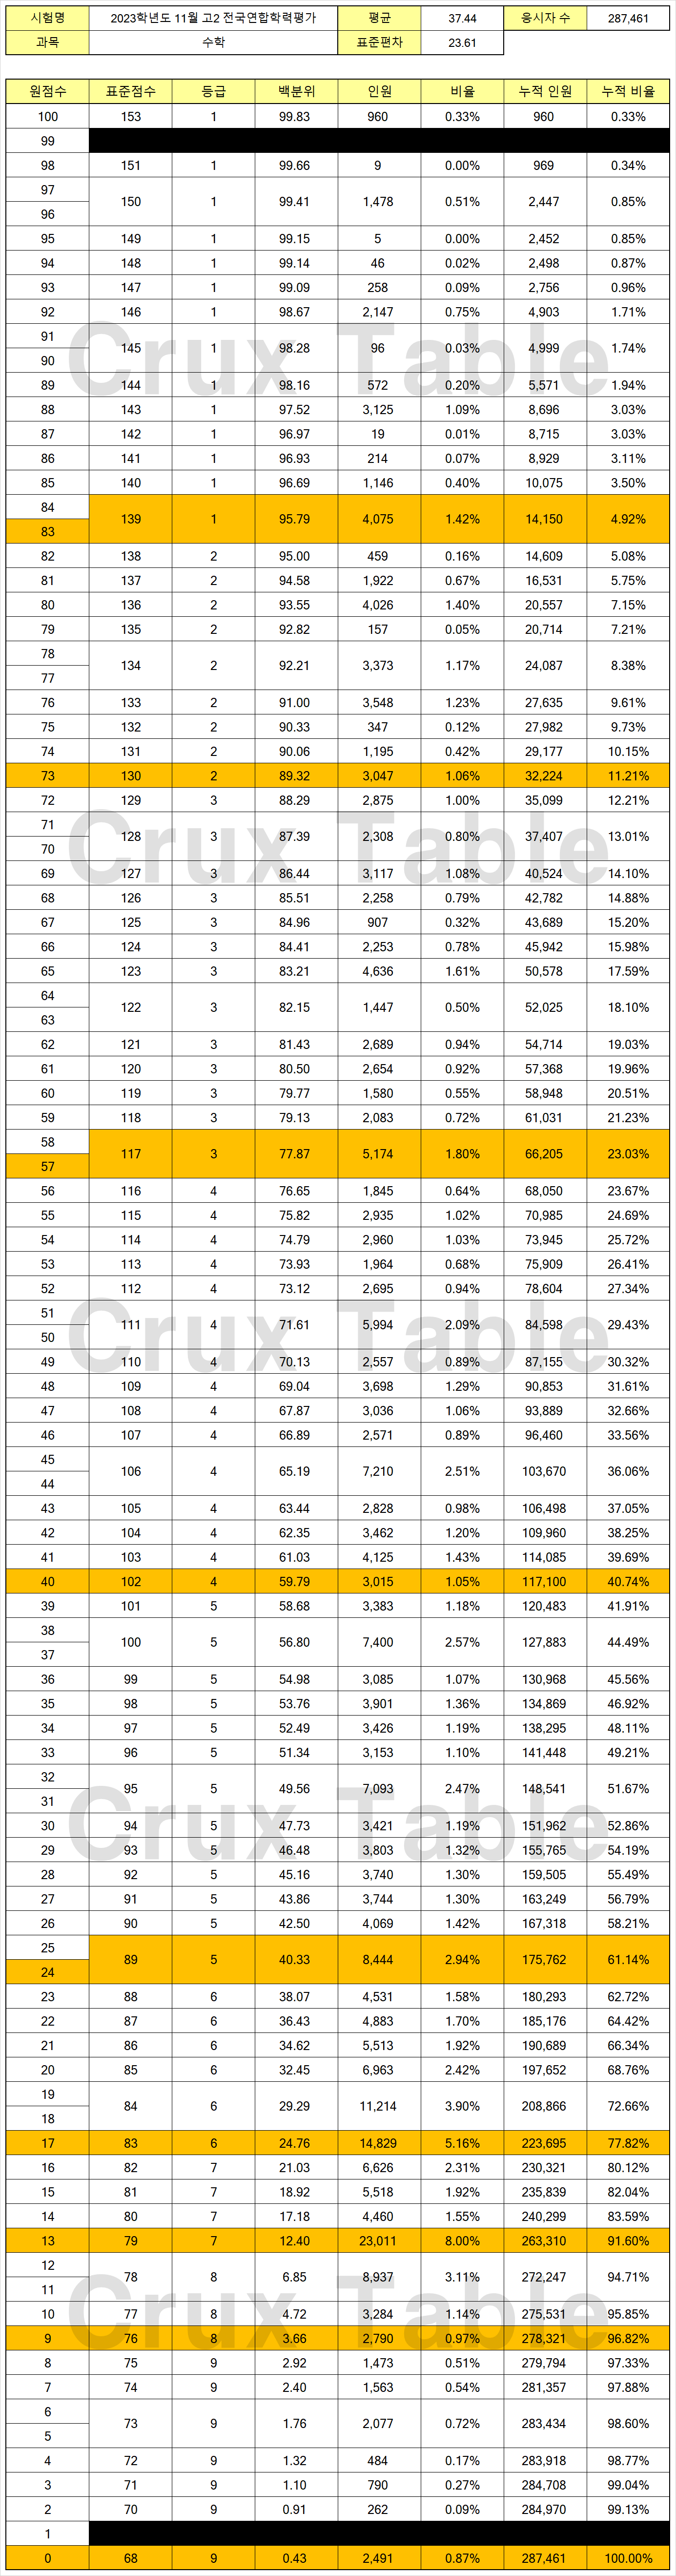 시험명 2023학년도 11월 고2 전국연합학력평가 평균 37.44 응시자 수 287,461
과목 수학 표준편차 23.61
원점수 표준점수 등급 백분위 인원 비율 누적 인원 누적 비율
100 153 1 99.83 960 0.33% 960 0.33%
99
98 151 1 99.66 9 0.00% 969 0.34%
97
150 1 99.41 1,478 0.51% 2,447 0.85%
96
95 149 1 99.15 5 0.00% 2,452 0.85%
94 148 1 99.14 46 0.02% 2,498 0.87%
93 147 1 99.09 258 0.09% 2,756 0.96%
92 146 1 98.67 2,147 0.75% 4,903 1.71%
91
145 1 98.28 96 0.03% 4,999 1.74%
Crux Table
90
89 144 1 98.16 572 0.20% 5,571 1.94%
88 143 1 97.52 3,125 1.09% 8,696 3.03%
87 142 1 96.97 19 0.01% 8,715 3.03%
86 141 1 96.93 214 0.07% 8,929 3.11%
85 140 1 96.69 1,146 0.40% 10,075 3.50%
84
139 1 95.79 4,075 1.42% 14,150 4.92%
83
82 138 2 95.00 459 0.16% 14,609 5.08%
81 137 2 94.58 1,922 0.67% 16,531 5.75%
80 136 2 93.55 4,026 1.40% 20,557 7.15%
79 135 2 92.82 157 0.05% 20,714 7.21%
78
134 2 92.21 3,373 1.17% 24,087 8.38%
77
76 133 2 91.00 3,548 1.23% 27,635 9.61%
75 132 2 90.33 347 0.12% 27,982 9.73%
74 131 2 90.06 1,195 0.42% 29,177 10.15%
73 130 2 89.32 3,047 1.06% 32,224 11.21%
72 129 3 88.29 2,875 1.00% 35,099 12.21%
71
128 3 87.39 2,308 0.80% 37,407 13.01%
Crux Table
70
69 127 3 86.44 3,117 1.08% 40,524 14.10%
68 126 3 85.51 2,258 0.79% 42,782 14.88%
67 125 3 84.96 907 0.32% 43,689 15.20%
66 124 3 84.41 2,253 0.78% 45,942 15.98%
65 123 3 83.21 4,636 1.61% 50,578 17.59%
64
122 3 82.15 1,447 0.50% 52,025 18.10%
63
62 121 3 81.43 2,689 0.94% 54,714 19.03%
61 120 3 80.50 2,654 0.92% 57,368 19.96%
60 119 3 79.77 1,580 0.55% 58,948 20.51%
59 118 3 79.13 2,083 0.72% 61,031 21.23%
58
117 3 77.87 5,174 1.80% 66,205 23.03%
57
56 116 4 76.65 1,845 0.64% 68,050 23.67%
55 115 4 75.82 2,935 1.02% 70,985 24.69%
54 114 4 74.79 2,960 1.03% 73,945 25.72%
53 113 4 73.93 1,964 0.68% 75,909 26.41%
52 112 4 73.12 2,695 0.94% 78,604 27.34%
51
111 4 71.61 5,994 2.09% 84,598 29.43%
Crux Table
50
49 110 4 70.13 2,557 0.89% 87,155 30.32%
48 109 4 69.04 3,698 1.29% 90,853 31.61%
47 108 4 67.87 3,036 1.06% 93,889 32.66%
46 107 4 66.89 2,571 0.89% 96,460 33.56%
45
106 4 65.19 7,210 2.51% 103,670 36.06%
44
43 105 4 63.44 2,828 0.98% 106,498 37.05%
42 104 4 62.35 3,462 1.20% 109,960 38.25%
41 103 4 61.03 4,125 1.43% 114,085 39.69%
40 102 4 59.79 3,015 1.05% 117,100 40.74%
39 101 5 58.68 3,383 1.18% 120,483 41.91%
38
100 5 56.80 7,400 2.57% 127,883 44.49%
37
36 99 5 54.98 3,085 1.07% 130,968 45.56%
35 98 5 53.76 3,901 1.36% 134,869 46.92%
34 97 5 52.49 3,426 1.19% 138,295 48.11%
33 96 5 51.34 3,153 1.10% 141,448 49.21%
32
95 5 49.56 7,093 2.47% 148,541 51.67%
Crux Table
31
30 94 5 47.73 3,421 1.19% 151,962 52.86%
29 93 5 46.48 3,803 1.32% 155,765 54.19%
28 92 5 45.16 3,740 1.30% 159,505 55.49%
27 91 5 43.86 3,744 1.30% 163,249 56.79%
26 90 5 42.50 4,069 1.42% 167,318 58.21%
25
89 5 40.33 8,444 2.94% 175,762 61.14%
24
23 88 6 38.07 4,531 1.58% 180,293 62.72%
22 87 6 36.43 4,883 1.70% 185,176 64.42%
21 86 6 34.62 5,513 1.92% 190,689 66.34%
20 85 6 32.45 6,963 2.42% 197,652 68.76%
19
84 6 29.29 11,214 3.90% 208,866 72.66%
18
17 83 6 24.76 14,829 5.16% 223,695 77.82%
16 82 7 21.03 6,626 2.31% 230,321 80.12%
15 81 7 18.92 5,518 1.92% 235,839 82.04%
14 80 7 17.18 4,460 1.55% 240,299 83.59%
13 79 7 12.40 23,011 8.00% 263,310 91.60%
12
78 8 6.85 8,937 3.11% 272,247 94.71%
Crux Table
11
10 77 8 4.72 3,284 1.14% 275,531 95.85%
9 76 8 3.66 2,790 0.97% 278,321 96.82%
8 75 9 2.92 1,473 0.51% 279,794 97.33%
7 74 9 2.40 1,563 0.54% 281,357 97.88%
6
73 9 1.76 2,077 0.72% 283,434 98.60%
5
4 72 9 1.32 484 0.17% 283,918 98.77%
3 71 9 1.10 790 0.27% 284,708 99.04%
2 70 9 0.91 262 0.09% 284,970 99.13%
1
0 68 9 0.43 2,491 0.87% 287,461 100.00%